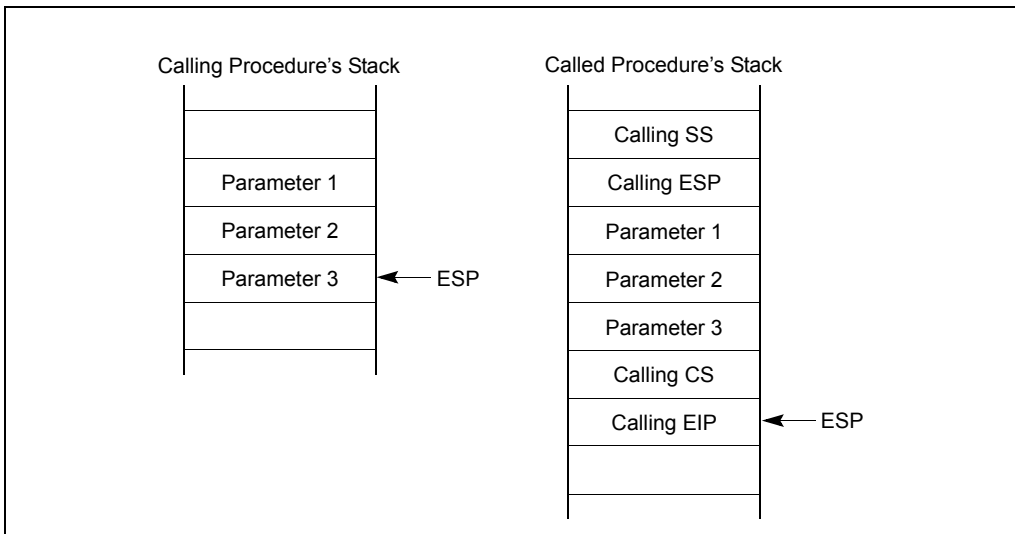 Calling Procedure’s Stack
Parameter 1
Parameter 2
Parameter 3
ESP
Called Procedure’s Stack
Calling SS
Calling ESP
Parameter 1
Parameter 2
Parameter 3
Calling CS
Calling EIP
ESP